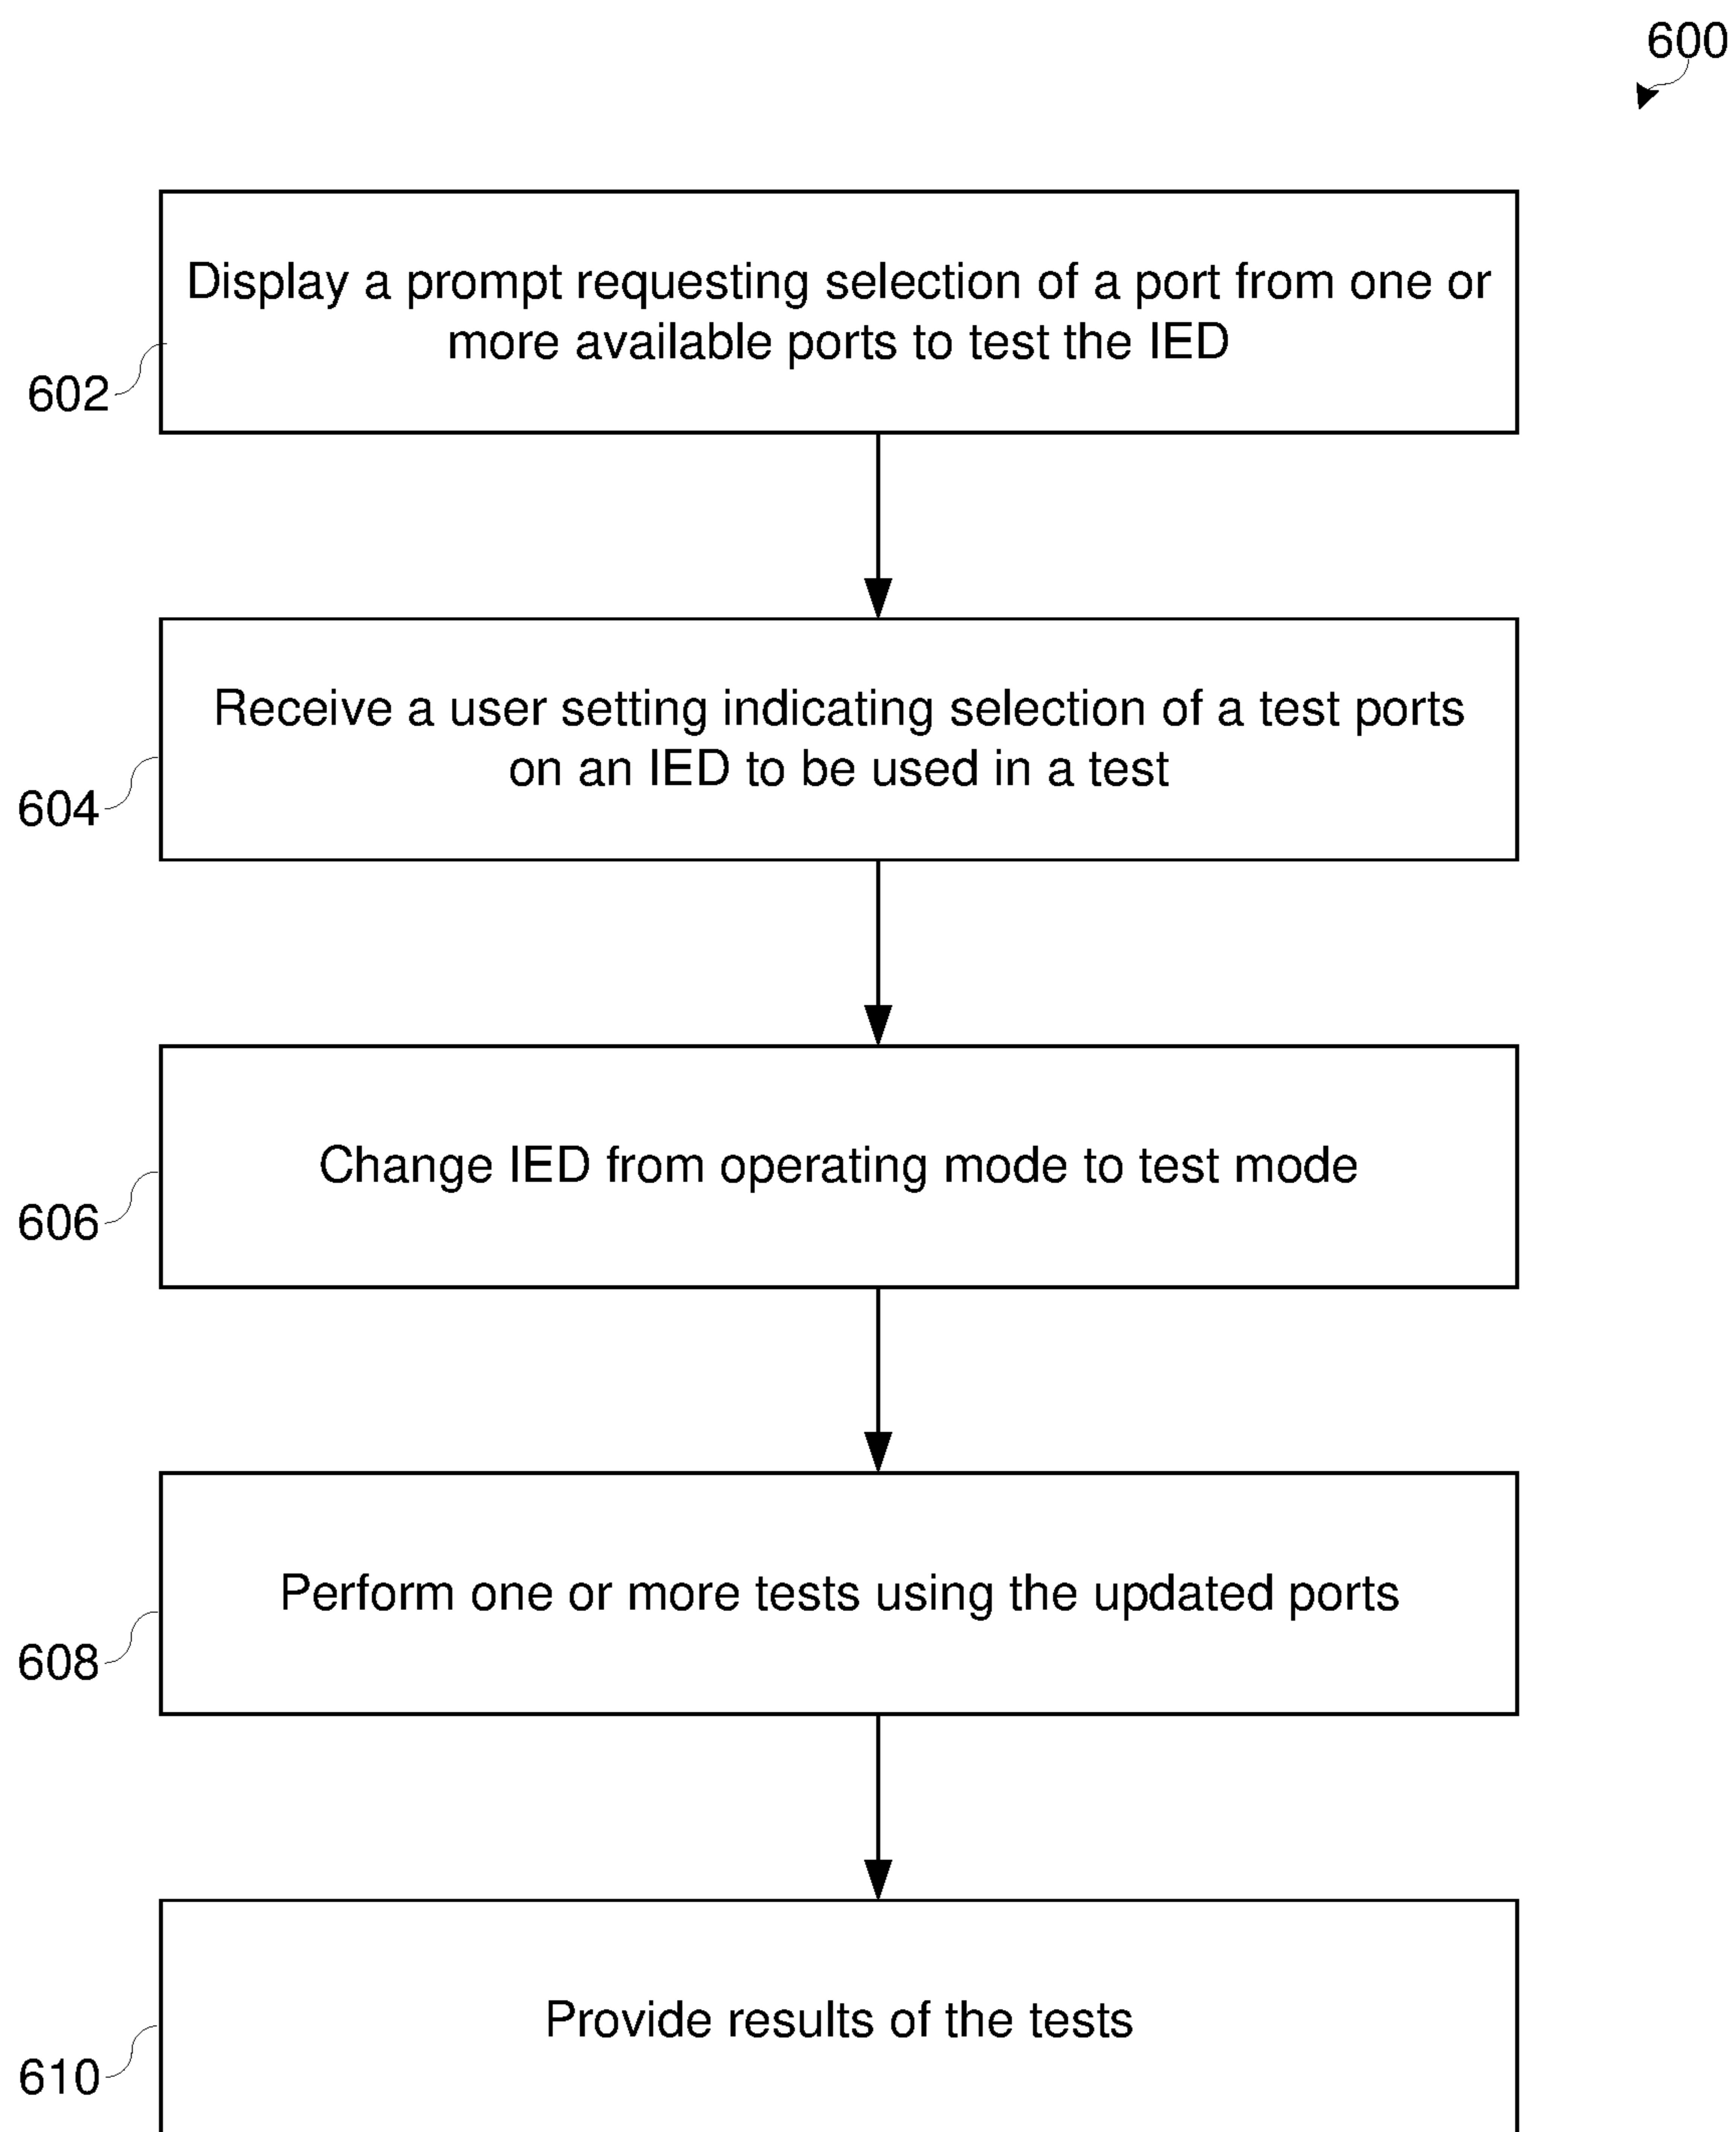 600
Display a prompt requesting selection of a port from one or
more available ports to test the IED
602
Receive a user setting indicating selection of a test ports
on an IED to be used in a test
604
Change IED from operating mode to test mode
606
Perform one or more tests using the updated ports
608
Provide results of the tests
610